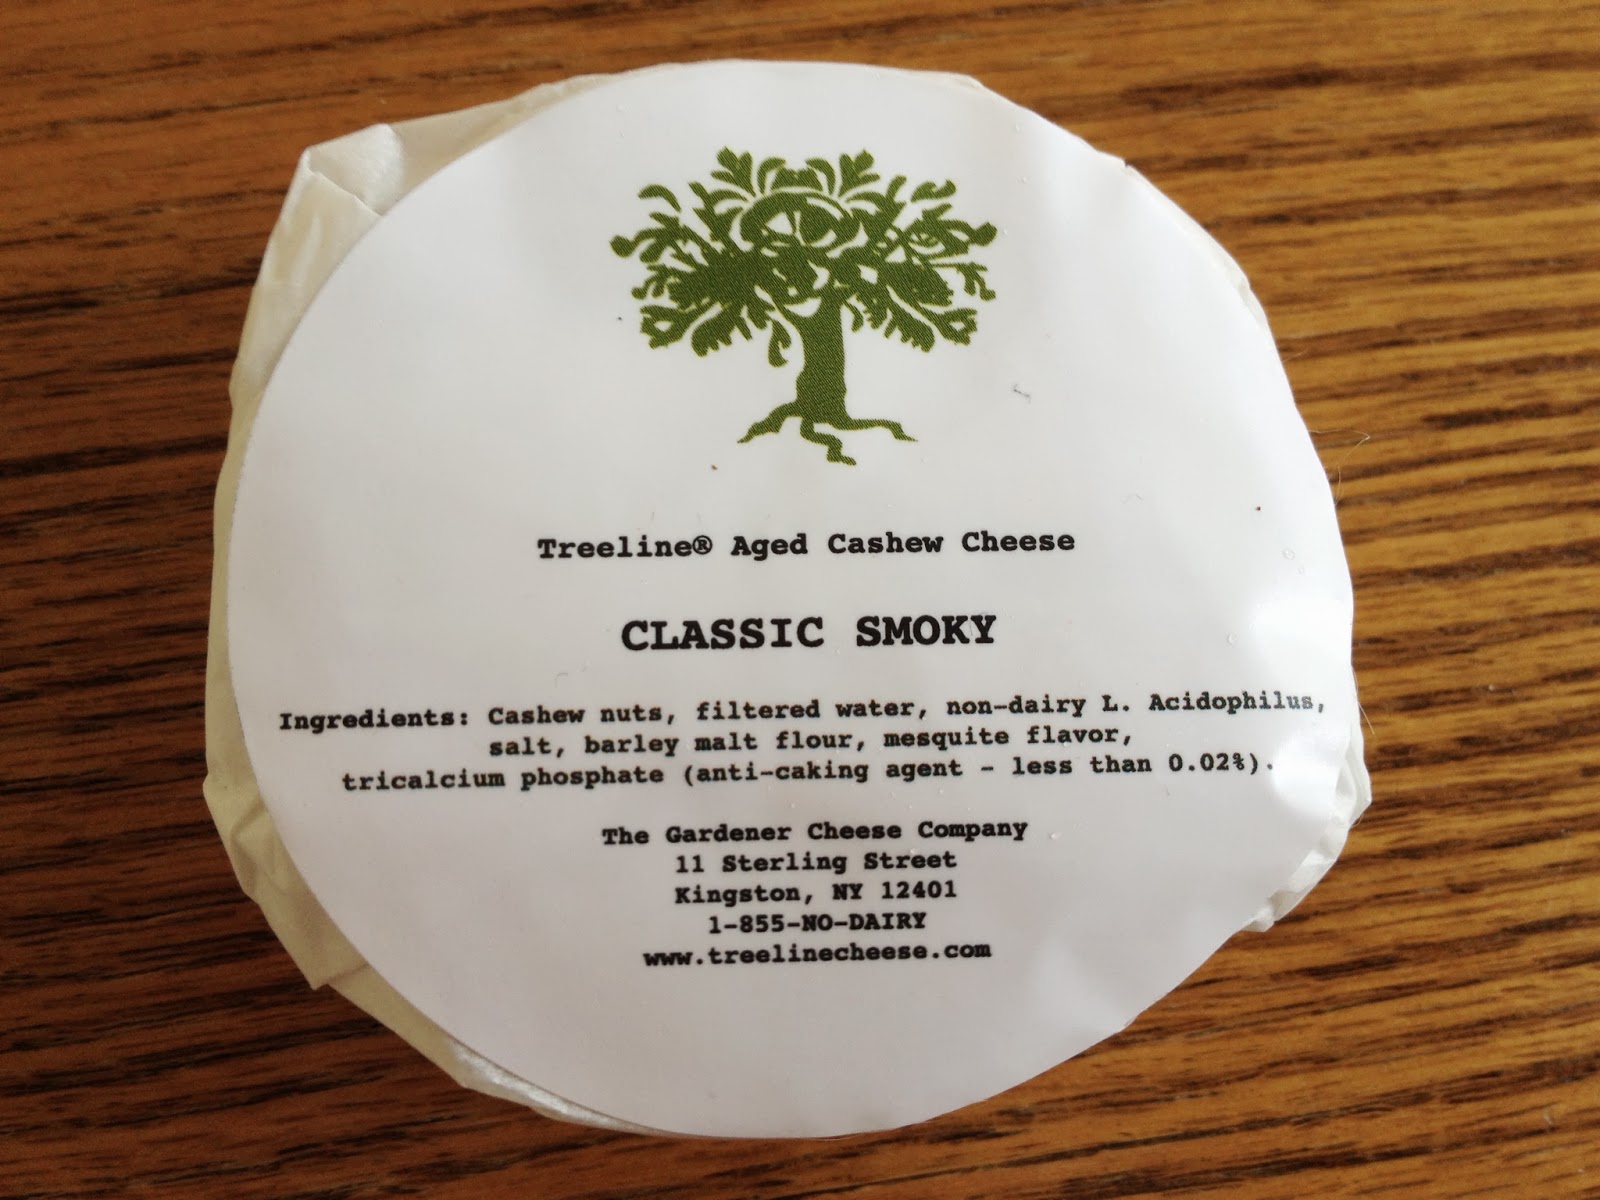 Treeline® Aged Cashew Cheese
CLASSIC SMOKY
Ingredients: Cashew nuts, filtered water, non-dairy L. Acidophilus,
salt, barley malt flour, mesquite flavor,
tricalcium phosphate (anti-caking agent - less than 0.02%).
The Gardener Cheese Company
11 Sterling Street
Kingston, NY 12401
1-855-NO-DAIRY
www.treelinecheese.com